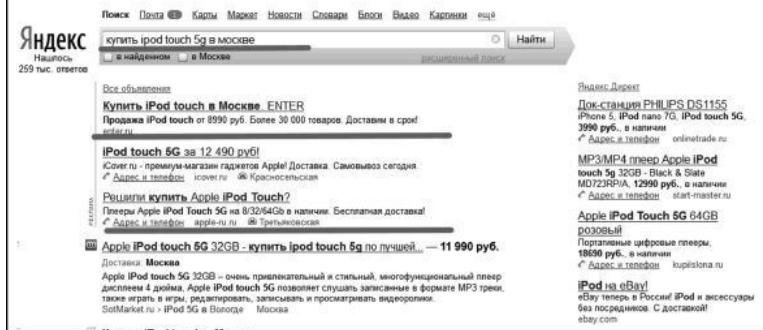 Поиск Почта 1 Карты Маркет Новости Словари Блоги Видео Картинки ещё
Яндекс
купить ipod touch 5g в москве
Найти
в найденном в Москве
расширенный поиск
Нашлось
259 тыс. ответов
Все объявления
Купить iPod touch в Москве. ENTER
Продажа iPod touch от 8990 руб. Более 30 000 товаров. Доставим в срок!
enter.ru
iPod touch 5G за 12 490 руб!
iCover.ru - премиум-магазин гаджетов Apple! Доставка. Самовывоз сегодня.
Адрес и телефон icover.ru Красносельская
Решили купить Apple iPod Touch?
Плееры Apple iPod Touch 5G на 8/32/64Gb в наличии. Бесплатная доставка!
Адрес и телефон apple-ru.ru Третьяковская
РЕКЛАМА
Apple iPod touch 5G 32GB - купить ipod touch 5g по лучшей... — 11 990 руб.
Доставка: Москва
Apple iPod touch 5G 32GB – очень привлекательный и стильный, многофункциональный плеер
дисплеем 4 дюйма, Apple iPod touch 5G позволяет слушать записанные в формате MP3 треки,
также играть в игры, редактировать, записывать и просматривать видеоролики.
SotMarket.ru › iPod 5G в Вологде Москва
Яндекс.Директ
Док-станция PHILIPS DS1155
iPhone 5, iPod nano 7G, iPod touch 5G,
3990 руб., в наличии
Адрес и телефон onlinetrade.ru
MP3/MP4 плеер Apple iPod
touch 5g 32GB - Black & Slate
MD723RP/A, 12990 руб., в наличии
Адрес и телефон start-master.ru
Apple iPod Touch 5G 64GB
розовый
Портативные цифровые плееры,
18690 руб., в наличии
Адрес и телефон kupislona.ru
iPod на eBay!
eBay теперь в России! iPod и аксессуары
без посредников. С доставкой!
ebay.com